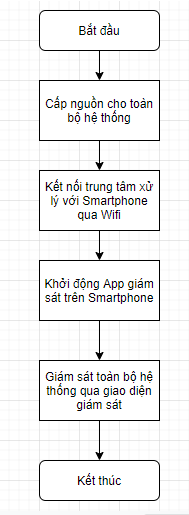 Bắt đầu
Cấp nguồn cho toàn
bộ hệ thống
Kết nối trung tâm xử
lý với Smartphone
qua Wifi
Khởi động App giám
sát trên Smartphone
Giám sát toàn bộ hệ
thống qua giao diện
giám sát
Kết thúc